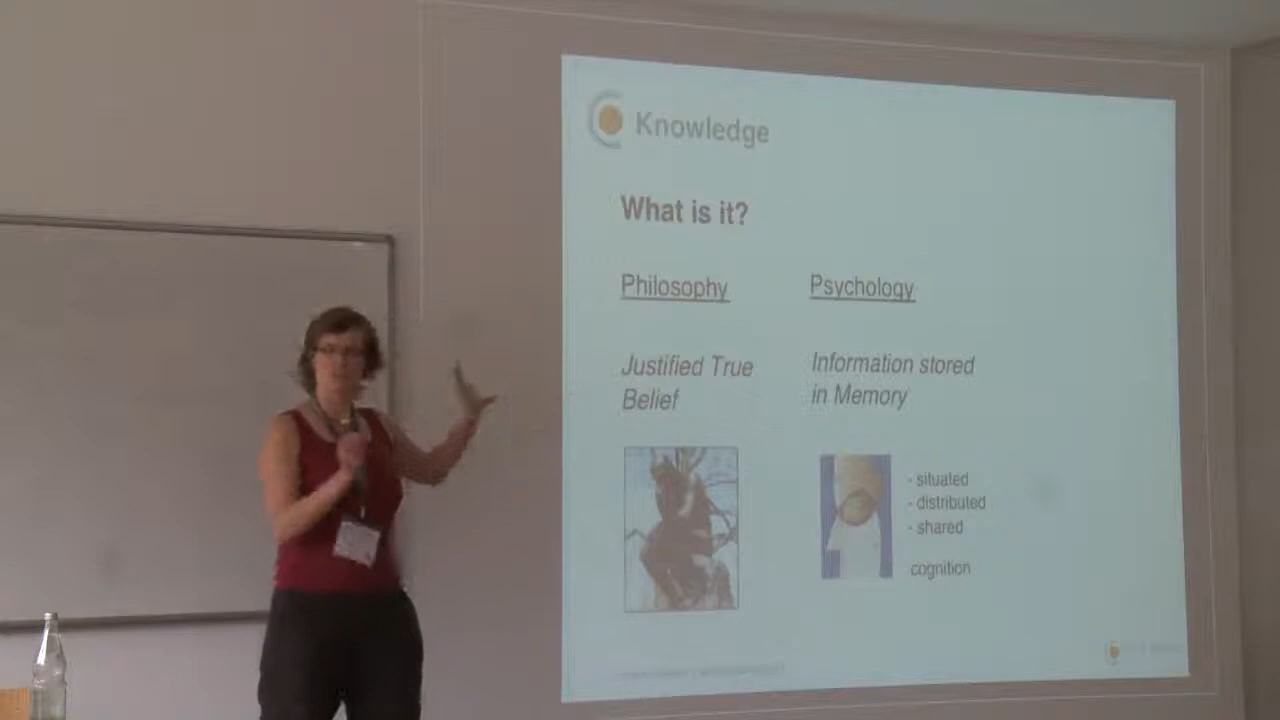 Knowledge
What is it?
Philosophy
Psychology
Justified True
Belief
Information stored
in Memory
- situated
- distributed
- shared
cognition